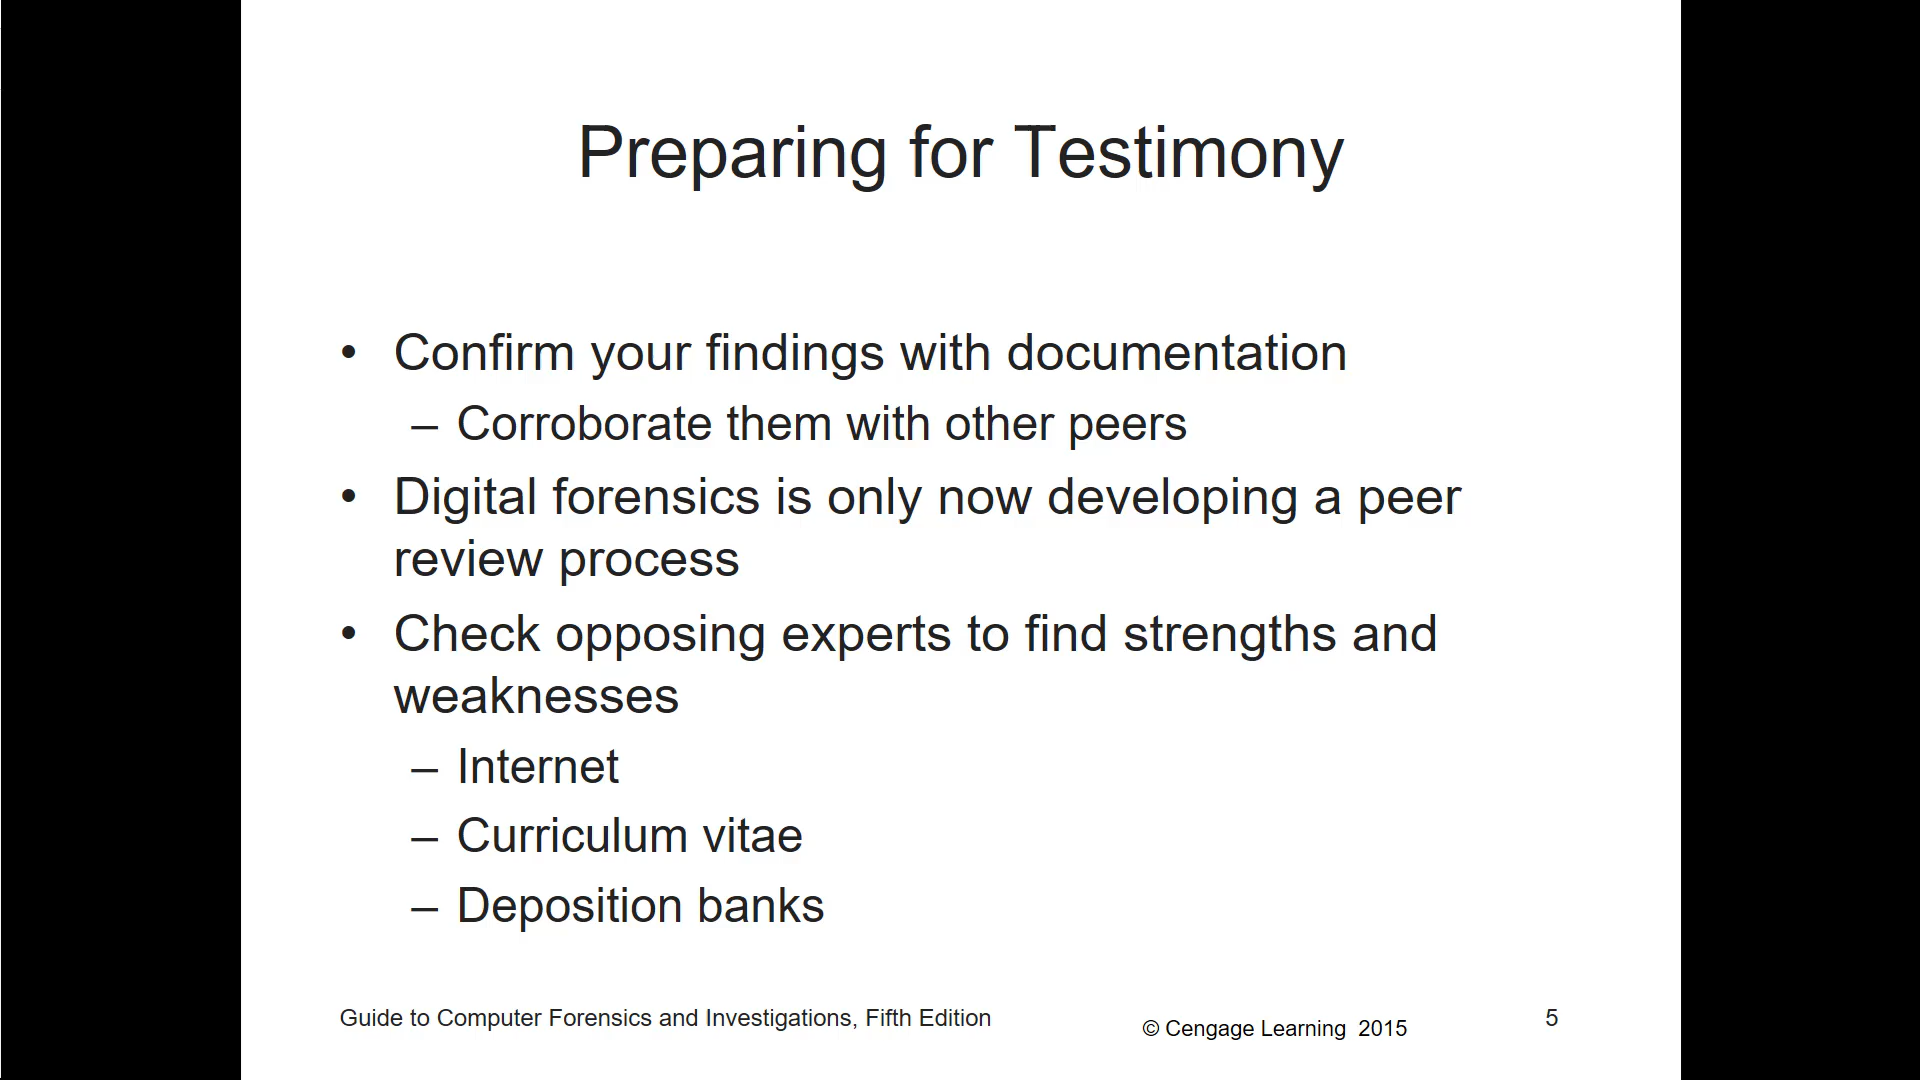 Preparing for Testimony
• Confirm your findings with documentation
– Corroborate them with other peers
• Digital forensics is only now developing a peer
review process
• Check opposing experts to find strengths and
weaknesses
– Internet
– Curriculum vitae
– Deposition banks
Guide to Computer Forensics and Investigations, Fifth Edition
© Cengage Learning 2015
5